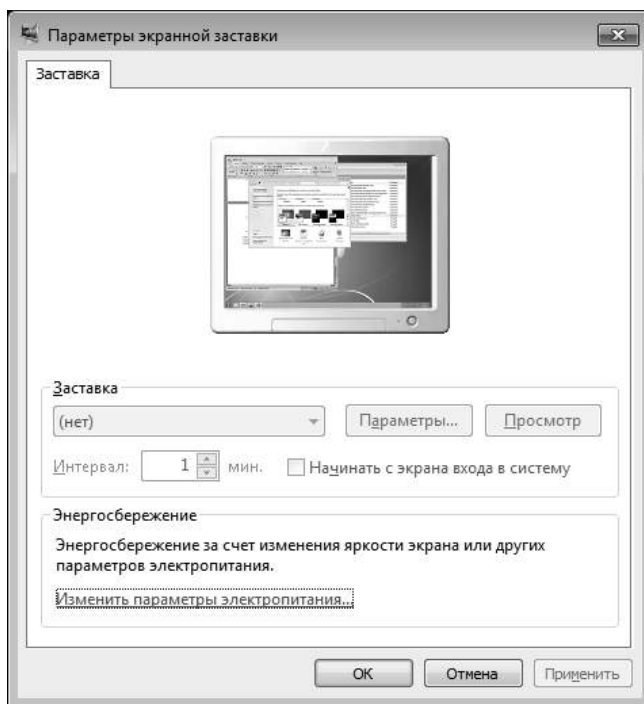 Параметры экранной заставки
Заставка
Заставка
(нет)
Параметры...
Просмотр
Интервал: 1 мин. Начинать с экрана входа в систему
Энергосбережение
Энергосбережение за счет изменения яркости экрана или других
параметров электропитания.
Изменить параметры электропитания...
ОК
Отмена
Применить